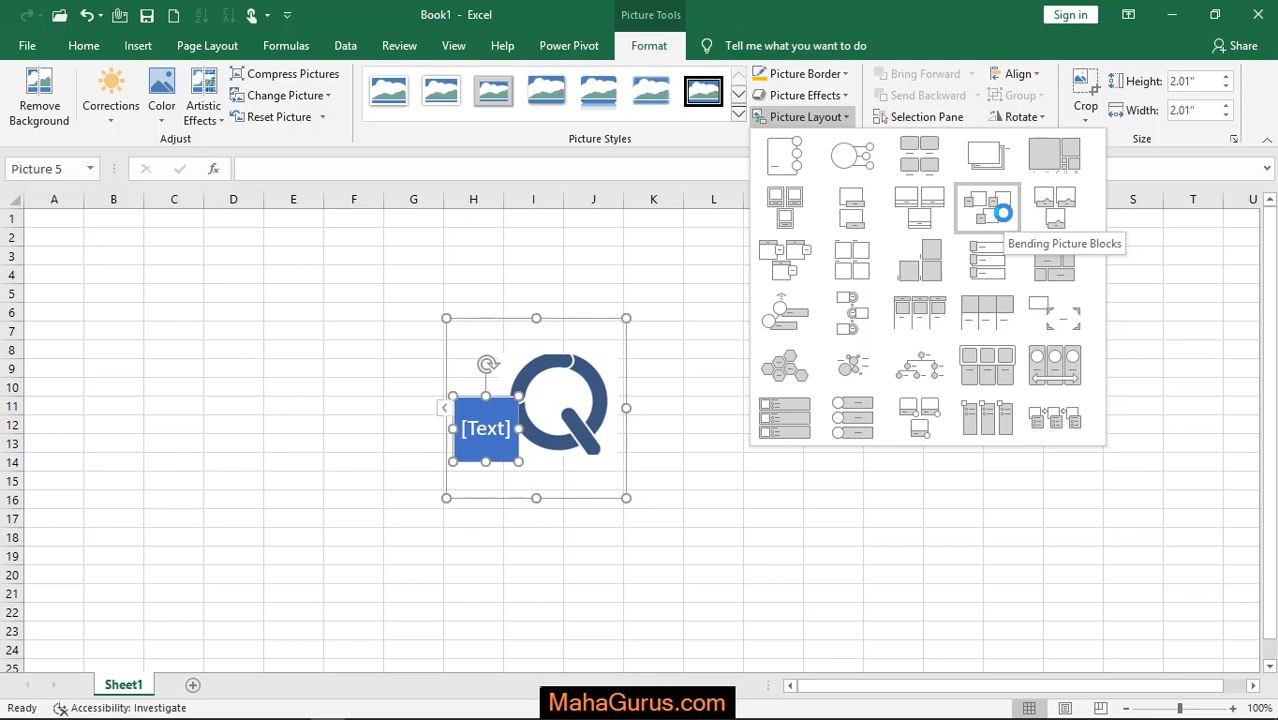 Book1 - Excel
Picture Tools
Sign in
File
Home
Insert
Page Layout
Formulas
Data
Review
View
Help
Power Pivot
Format
Tell me what you want to do
Share
Remove Background
Corrections
Color
Artistic Effects
Compress Pictures
Change Picture
Reset Picture
Adjust
Picture Styles
Picture Border
Picture Effects
Picture Layout
Bring Forward
Send Backward
Selection Pane
Align
Group
Rotate
Crop
Height: 2.01"
Width: 2.01"
Size
Bending Picture Blocks
Picture 5
fx
A B C D E F G H I J K L S T U
1
2
3
4
5
6
7
8
9
10
11
12
13
14
15
16
17
18
19
20
21
22
23
24
25
[Text]
Q
Sheet1
Ready
Accessibility: Investigate
MahaGurus.com
100%